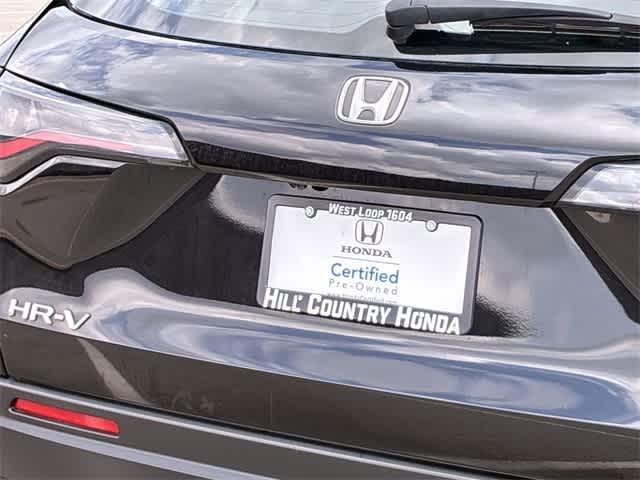 West Loop 1604
HONDA
Certified
Pre-Owned
Hill Country Honda
HR-V